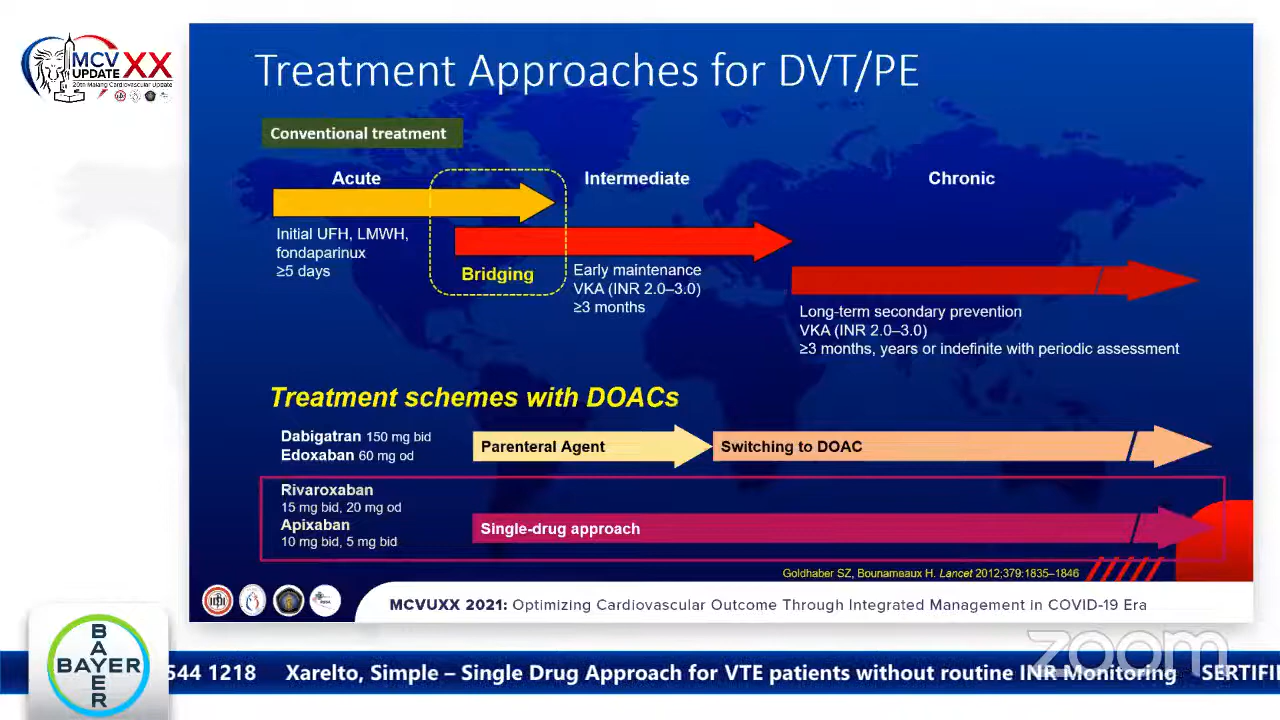 MCV
UPDATE
XX
20th Malang Cardiovascular Update
Treatment Approaches for DVT/PE
Conventional treatment
Acute
Intermediate
Chronic
Initial UFH, LMWH,
fondaparinux
≥5 days
Bridging
Early maintenance
VKA (INR 2.0–3.0)
≥3 months
Long-term secondary prevention
VKA (INR 2.0–3.0)
≥3 months, years or indefinite with periodic assessment
Treatment schemes with DOACs
Dabigatran 150 mg bid
Edoxaban 60 mg od
Parenteral Agent
Switching to DOAC
Rivaroxaban
15 mg bid, 20 mg od
Apixaban
10 mg bid, 5 mg bid
Single-drug approach
Goldhaber SZ, Bounameaux H. Lancet 2012;379:1835–1846
MCVUXX 2021: Optimizing Cardiovascular Outcome Through Integrated Management in COVID-19 Era
zoom
BAYER
BAYER
544 1218 Xarelto, Simple – Single Drug Approach for VTE patients without routine INR Monitoring SERTIFI